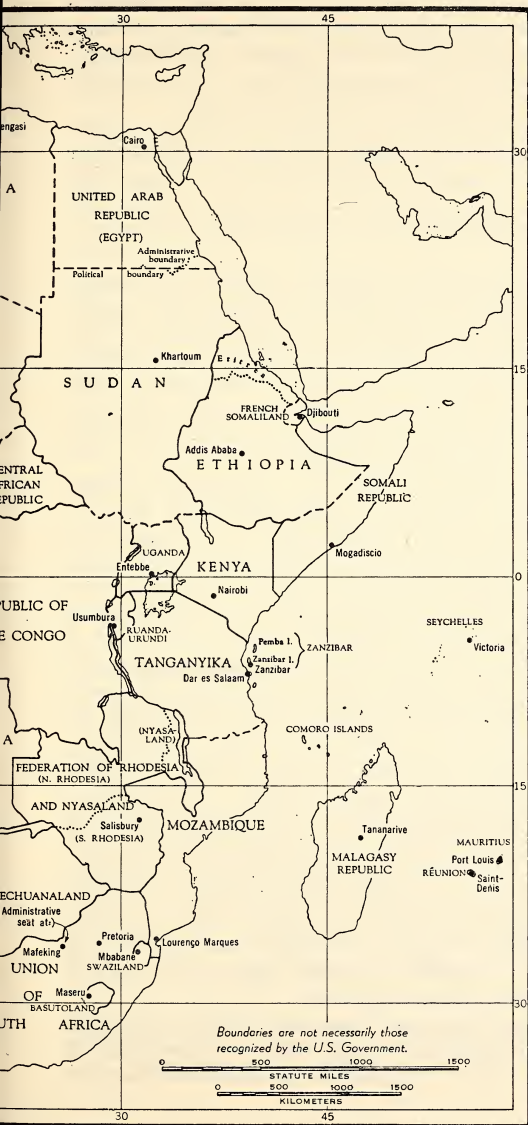 30 45
engasi
Cairo
30 30
A
UNITED ARAB
REPUBLIC
(EGYPT)
Administrative
boundary
Political boundary
Khartoum
Eritrea
15 15
SUDAN
FRENCH
SOMALILAND
Djibouti
Addis Ababa
ETHIOPIA
ENTRAL
FRICAN
EPUBLIC
SOMALI
REPUBLIC
Mogadiscio
UGANDA
Entebbe
KENYA
0
Nairobi
PUBLIC OF
E CONGO
Usumbura
RUANDA-
URUNDI
SEYCHELLES
Victoria
Pemba I.
ZANZIBAR
Zanzibar I.
Zanzibar
TANGANYIKA
Dar es Salaam
COMORO ISLANDS
(NYASA-
LAND)
A
FEDERATION OF RHODESIA
(N. RHODESIA)
15
AND NYASALAND
Salisbury
(S. RHODESIA)
MOZAMBIQUE
Tananarive
MALAGASY
REPUBLIC
MAURITIUS
Port Louis
RÉUNION
Saint-
Denis
ECHUANALAND
Administrative
seat at:)
Pretoria
Lourenço Marques
Mafeking
Mbabane
SWAZILAND
UNION
OF
Maseru
BASUTOLAND
30
UTH AFRICA
Boundaries are not necessarily those
recognized by the U.S. Government.
0 500 1000 1500
STATUTE MILES
0 500 1000 1500
KILOMETERS
30 45